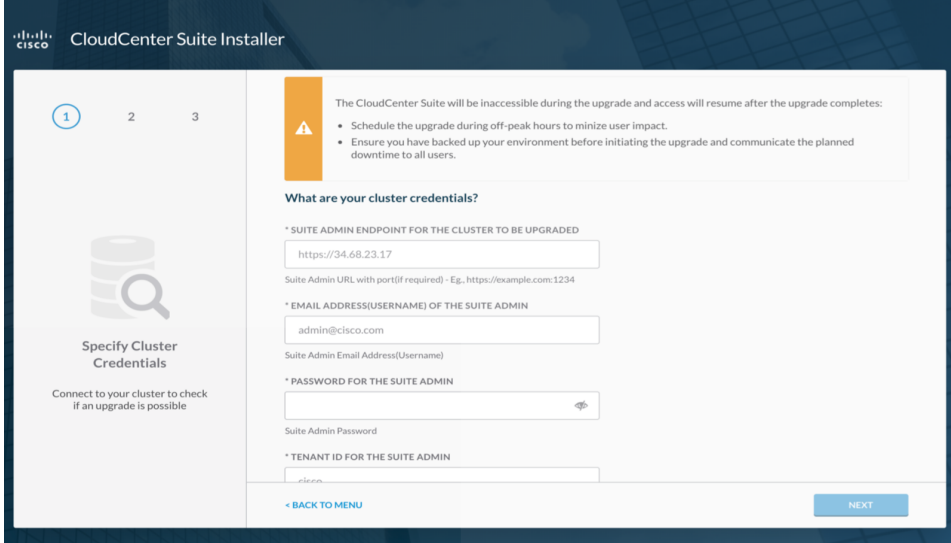 cisco
CloudCenter Suite Installer
1
2
3
Specify Cluster
Credentials
Connect to your cluster to check
if an upgrade is possible
The CloudCenter Suite will be inaccessible during the upgrade and access will resume after the upgrade completes:
• Schedule the upgrade during off-peak hours to minize user impact.
• Ensure you have backed up your environment before initiating the upgrade and communicate the planned
downtime to all users.
What are your cluster credentials?
* SUITE ADMIN ENDPOINT FOR THE CLUSTER TO BE UPGRADED
https://34.68.23.17
Suite Admin URL with port(if required) - Eg., https://example.com:1234
* EMAIL ADDRESS(USERNAME) OF THE SUITE ADMIN
admin@cisco.com
Suite Admin Email Address(Username)
* PASSWORD FOR THE SUITE ADMIN
Suite Admin Password
* TENANT ID FOR THE SUITE ADMIN
cisco
< BACK TO MENU
NEXT